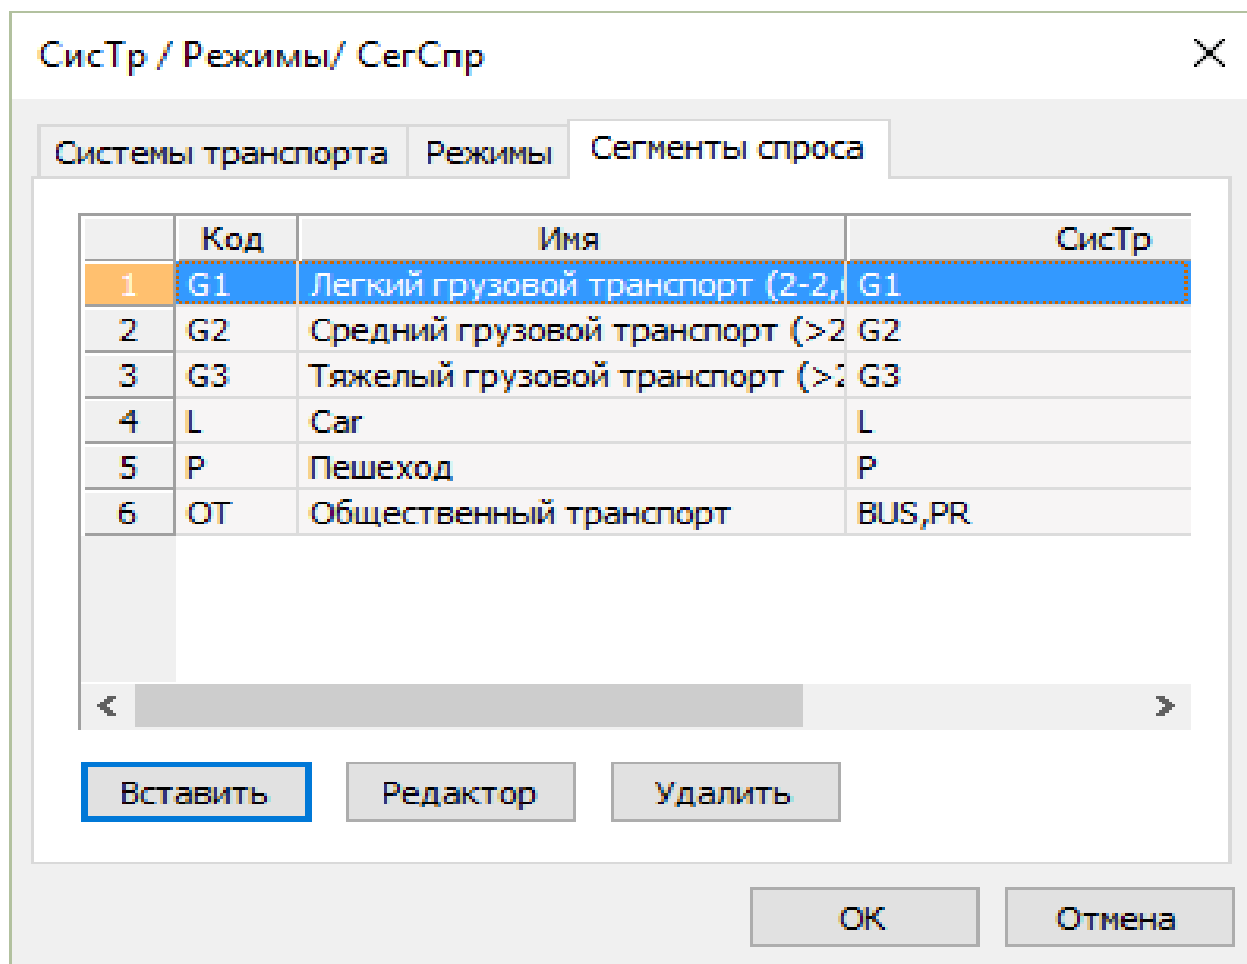 СисТр / Режимы/ СегСпр
Системы транспорта Режимы Сегменты спроса
Код Имя СисТр
1 G1 Легкий грузовой транспорт (2-2, G1
2 G2 Средний грузовой транспорт (>2 G2
3 G3 Тяжелый грузовой транспорт (>2 G3
4 L Car L
5 P Пешеход P
6 OT Общественный транспорт BUS,PR
Вставить Редактор Удалить
ОК Отмена